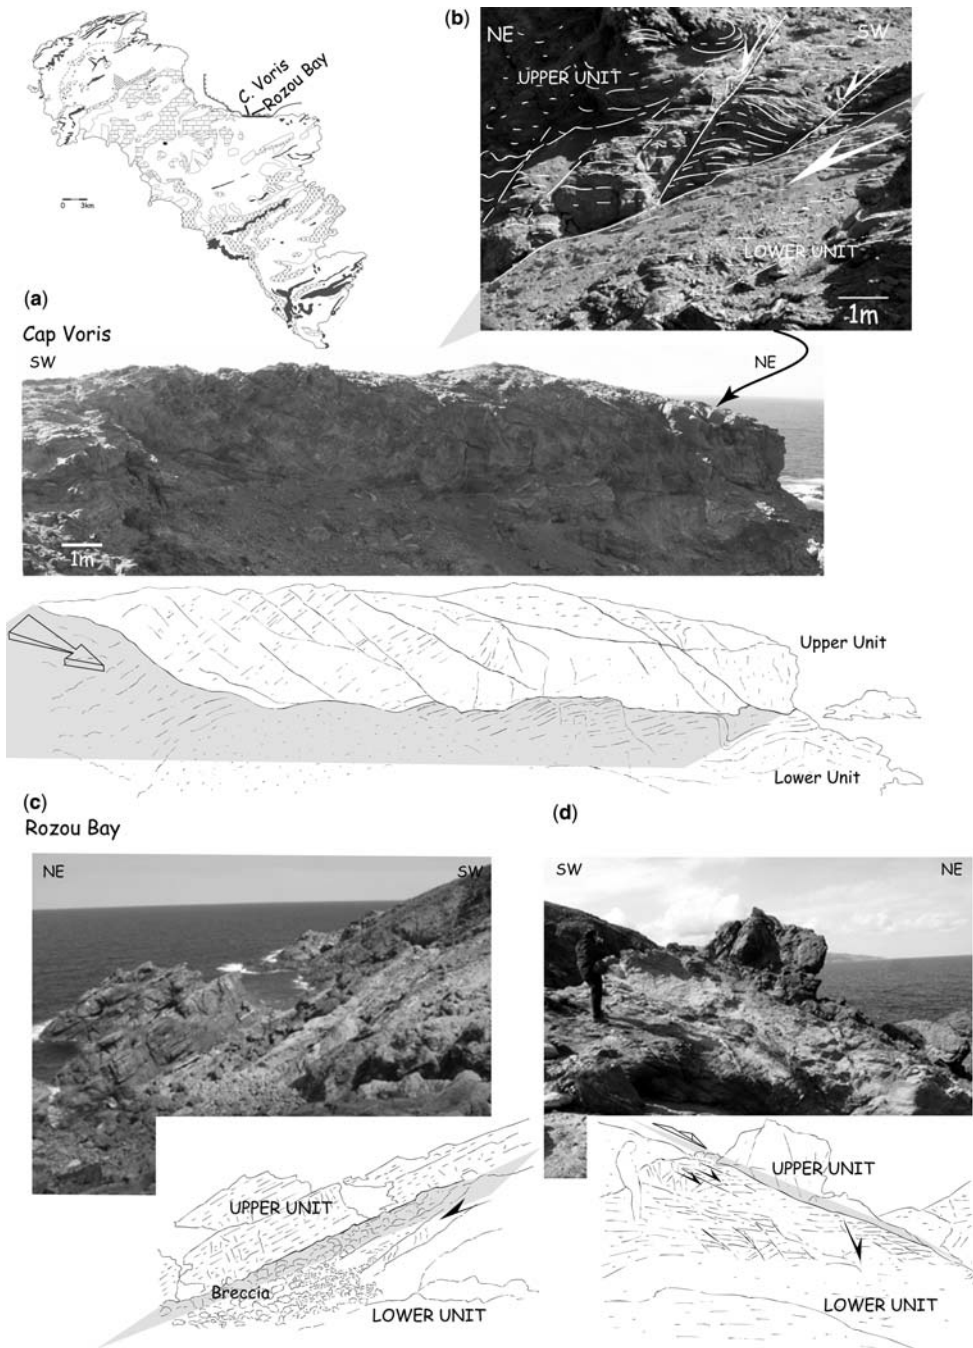 C. Voris
Rozou Bay
0 3km
(a)
Cap Voris
(b)
NE
SW
UPPER UNIT
LOWER UNIT
1m
SW
NE
1m
Upper Unit
Lower Unit
(c)
Rozou Bay
NE
SW
UPPER UNIT
Breccia
LOWER UNIT
(d)
SW
NE
UPPER UNIT
LOWER UNIT